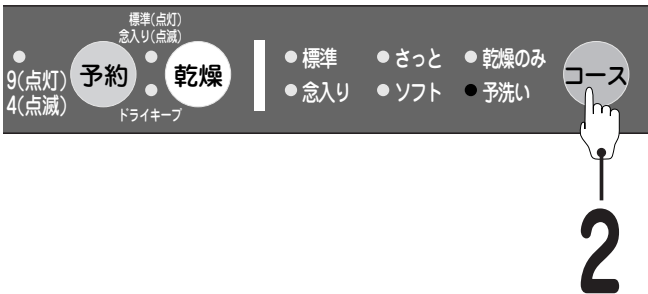 標準(点灯)
念入り(点滅)
9(点灯)
4(点滅)
予約
乾燥
ドライキープ
標準
さっと
乾燥のみ
念入り
ソフト
予洗い
コース
2